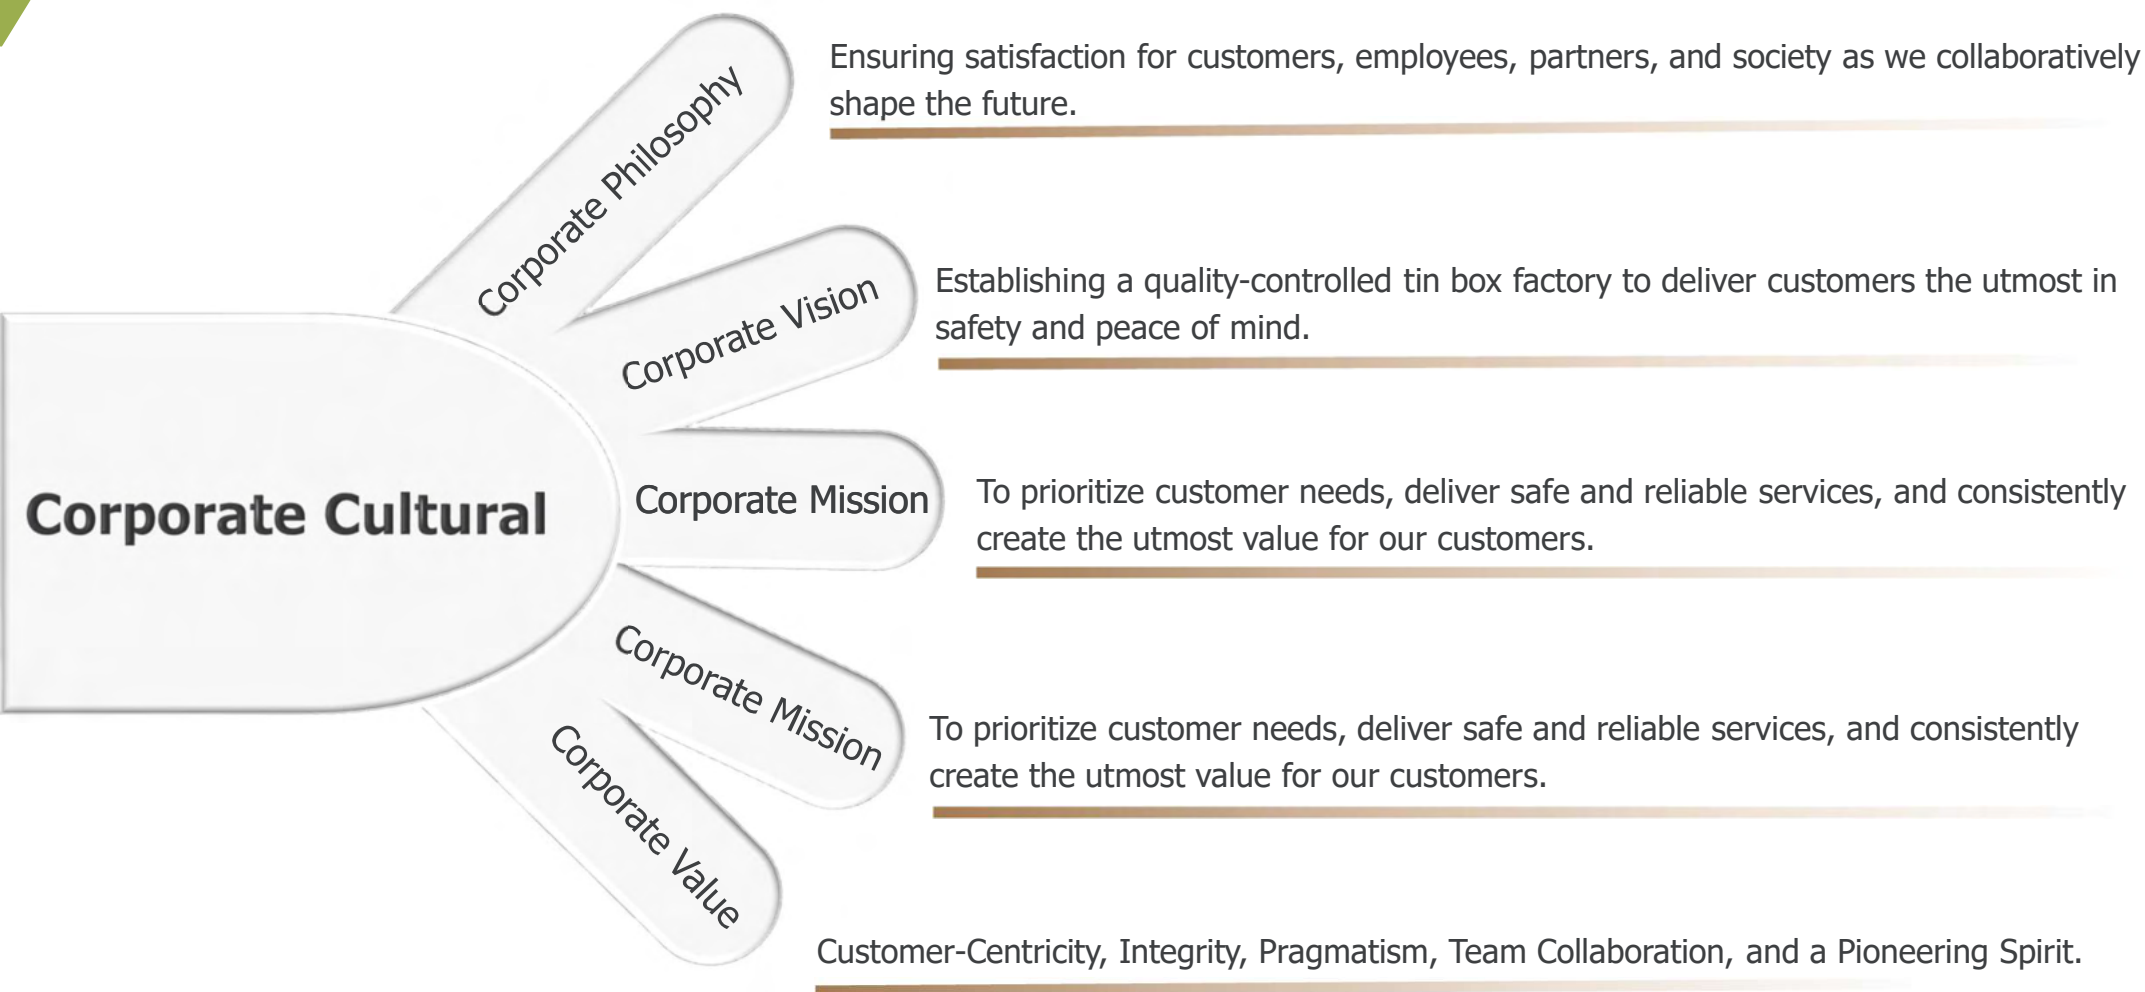 Corporate Cultural
Corporate Philosophy
Ensuring satisfaction for customers, employees, partners, and society as we collaboratively
shape the future.
Corporate Vision
Establishing a quality-controlled tin box factory to deliver customers the utmost in
safety and peace of mind.
Corporate Mission
To prioritize customer needs, deliver safe and reliable services, and consistently
create the utmost value for our customers.
Corporate Mission
To prioritize customer needs, deliver safe and reliable services, and consistently
create the utmost value for our customers.
Corporate Value
Customer-Centricity, Integrity, Pragmatism, Team Collaboration, and a Pioneering Spirit.